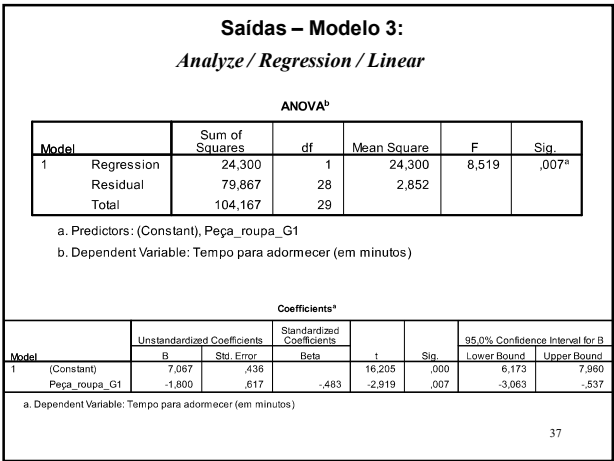 Saídas – Modelo 3:
Analyze / Regression / Linear
ANOVAb
Model Sum of Squares df Mean Square F Sig.
1 Regression 24,300 1 24,300 8,519 ,007a
Residual 79,867 28 2,852
Total 104,167 29
a. Predictors: (Constant), Peça_roupa_G1
b. Dependent Variable: Tempo para adormecer (em minutos)
Coefficientsa
Unstandardized Coefficients Standardized Coefficients 95,0% Confidence Interval for B
Model B Std. Error Beta t Sig. Lower Bound Upper Bound
1 (Constant) 7,067 ,436 16,205 ,000 6,173 7,960
Peça_roupa_G1 -1,800 ,617 -,483 -2,919 ,007 -3,063 -,537
a. Dependent Variable: Tempo para adormecer (em minutos)
37